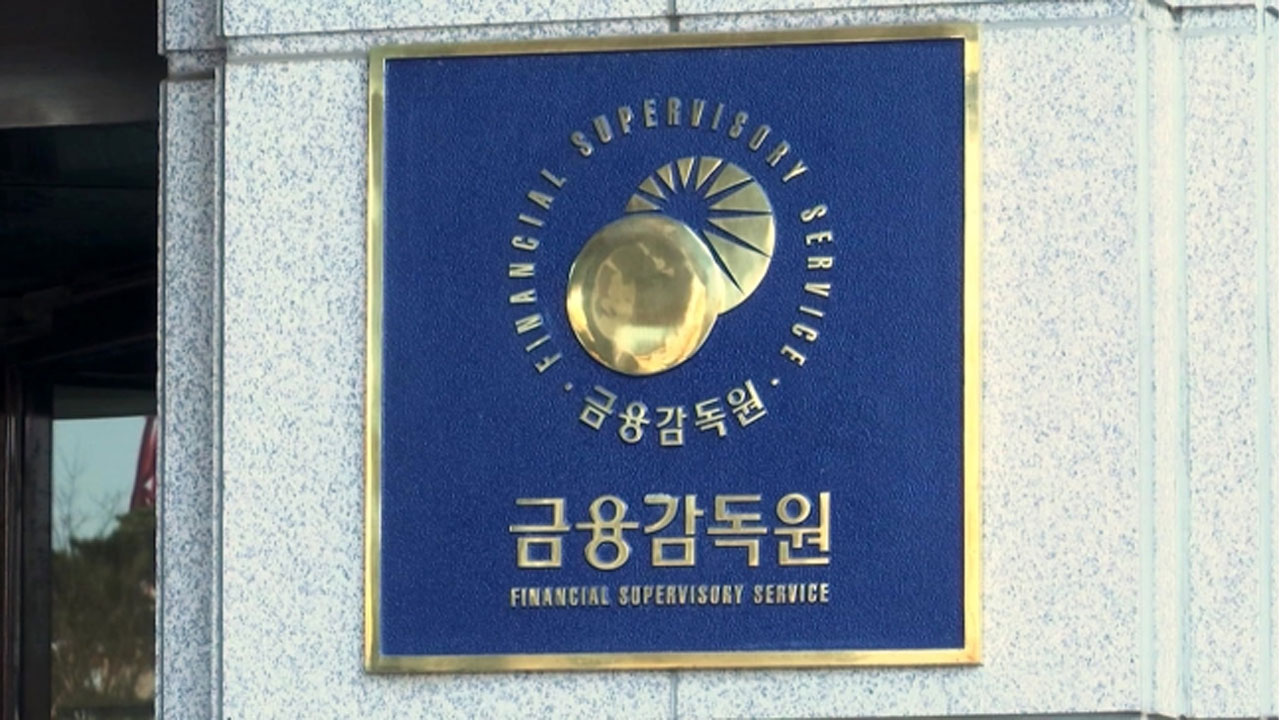 FINANCIAL SUPERVISORY SERVICE
· 금융감독원 ·
금융감독원
FINANCIAL SUPERVISORY SERVICE